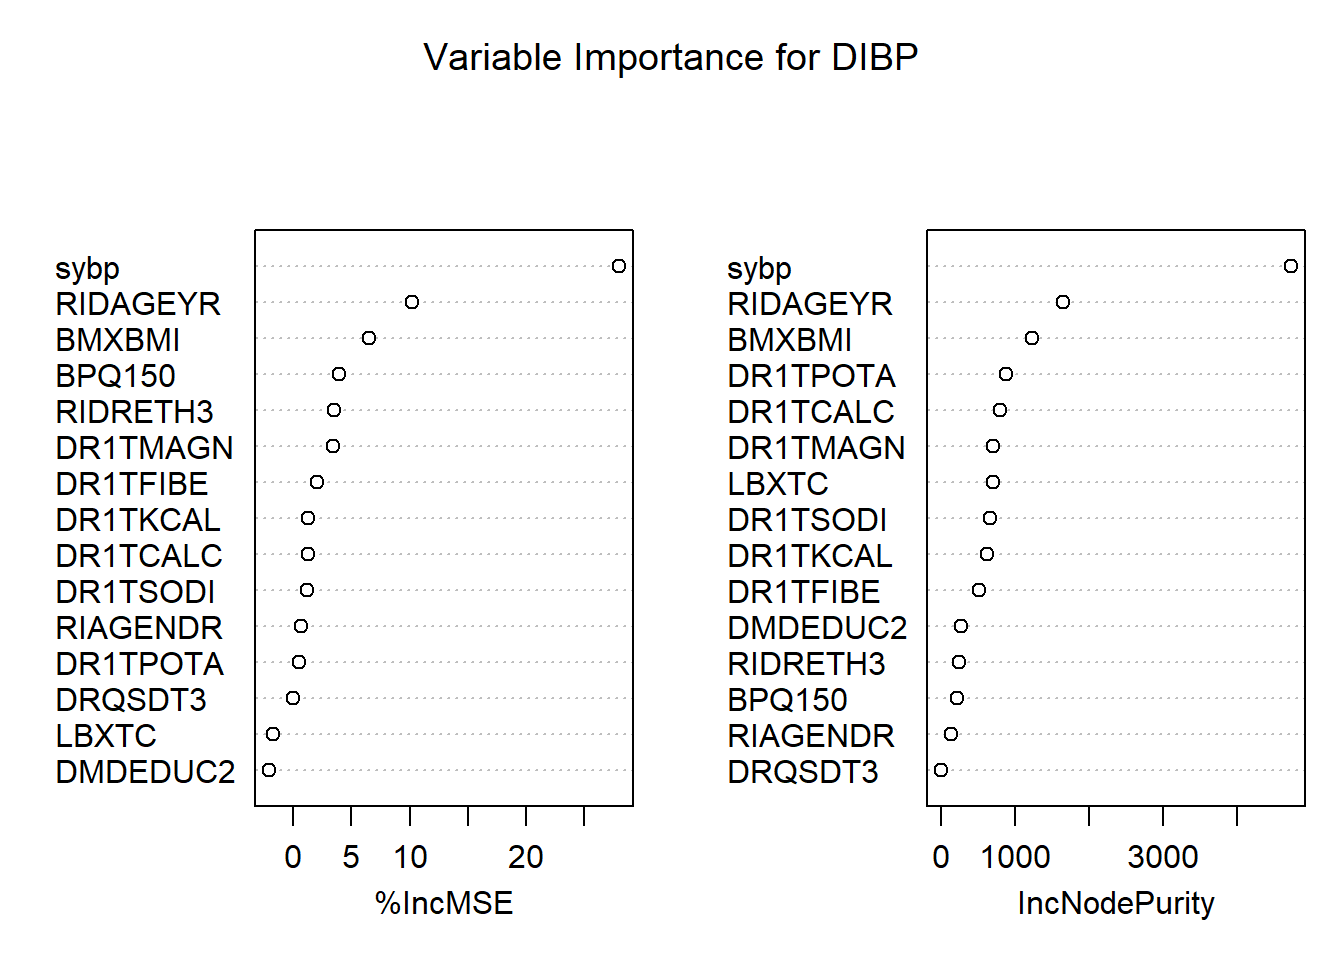 Variable Importance for DIBP
sybp
RIDAGEYR
BMXBMI
BPQ150
RIDRETH3
DR1TMAGN
DR1TFIBE
DR1TKCAL
DR1TCALC
DR1TSODI
RIAGENDR
DR1TPOTA
DRQSDT3
LBXTC
DMDEDUC2
0 5 10 20
%IncMSE
sybp
RIDAGEYR
BMXBMI
DR1TPOTA
DR1TCALC
DR1TMAGN
LBXTC
DR1TSODI
DR1TKCAL
DR1TFIBE
DMDEDUC2
RIDRETH3
BPQ150
RIAGENDR
DRQSDT3
0 1000 3000
IncNodePurity